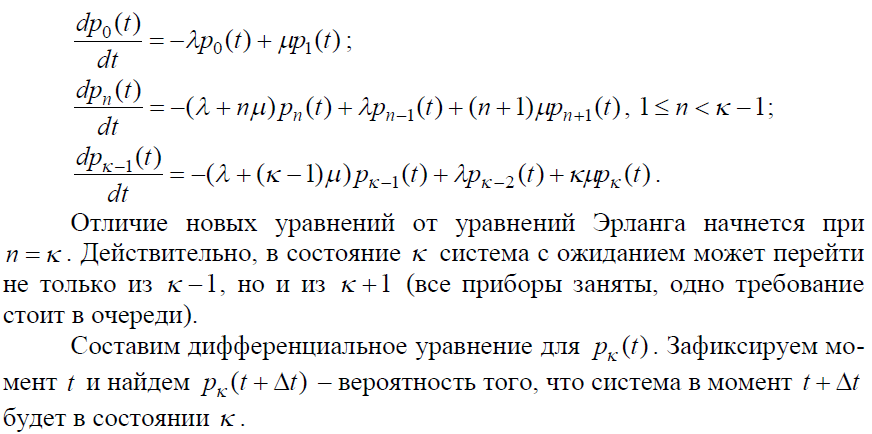 $\frac{dp_0(t)}{dt} = -\lambda p_0(t) + \mu p_1(t)$;
$\frac{dp_n(t)}{dt} = -(\lambda + n\mu) p_n(t) + \lambda p_{n-1}(t) + (n+1)\mu p_{n+1}(t)$, $1 \le n < \kappa - 1$;
$\frac{dp_{\kappa-1}(t)}{dt} = -(\lambda + (\kappa - 1)\mu) p_{\kappa-1}(t) + \lambda p_{\kappa-2}(t) + \kappa\mu p_\kappa(t)$.
Отличие новых уравнений от уравнений Эрланга начнется при
$n = \kappa$. Действительно, в состояние $\kappa$ система с ожиданием может перейти
не только из $\kappa - 1$, но и из $\kappa + 1$ (все приборы заняты, одно требование
стоит в очереди).
Составим дифференциальное уравнение для $p_\kappa(t)$. Зафиксируем мо-
мент $t$ и найдем $p_\kappa(t + \Delta t)$ – вероятность того, что система в момент $t + \Delta t$
будет в состоянии $\kappa$.